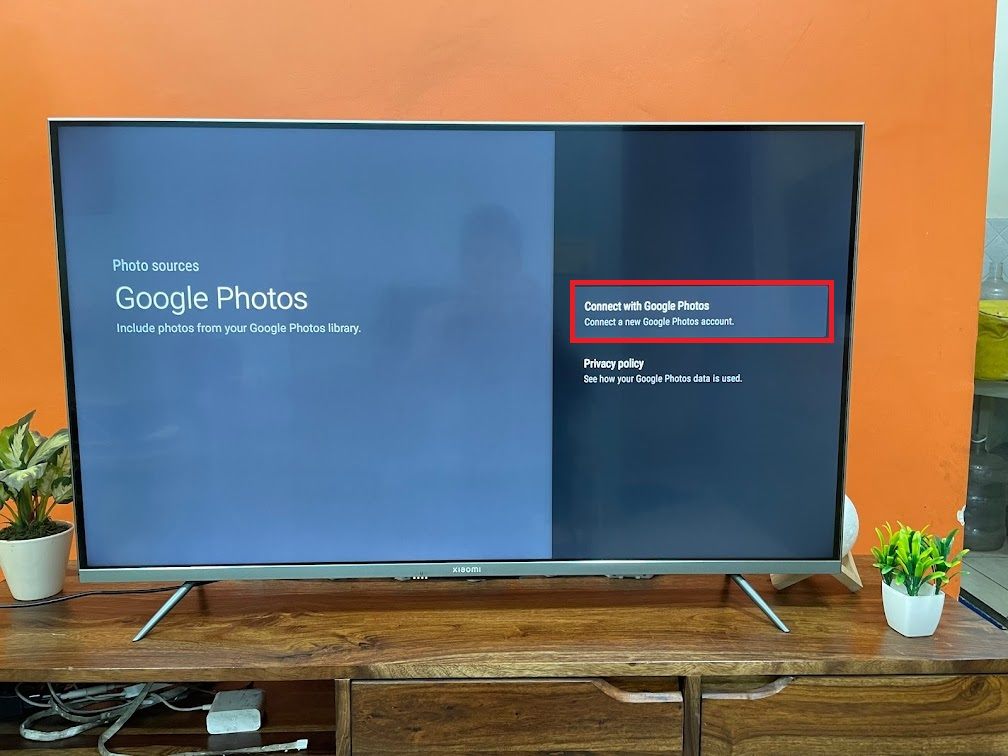 Photo sources
Google Photos
Include photos from your Google Photos library.
Connect with Google Photos
Connect a new Google Photos account.
Privacy policy
See how your Google Photos data is used.
xiaomi